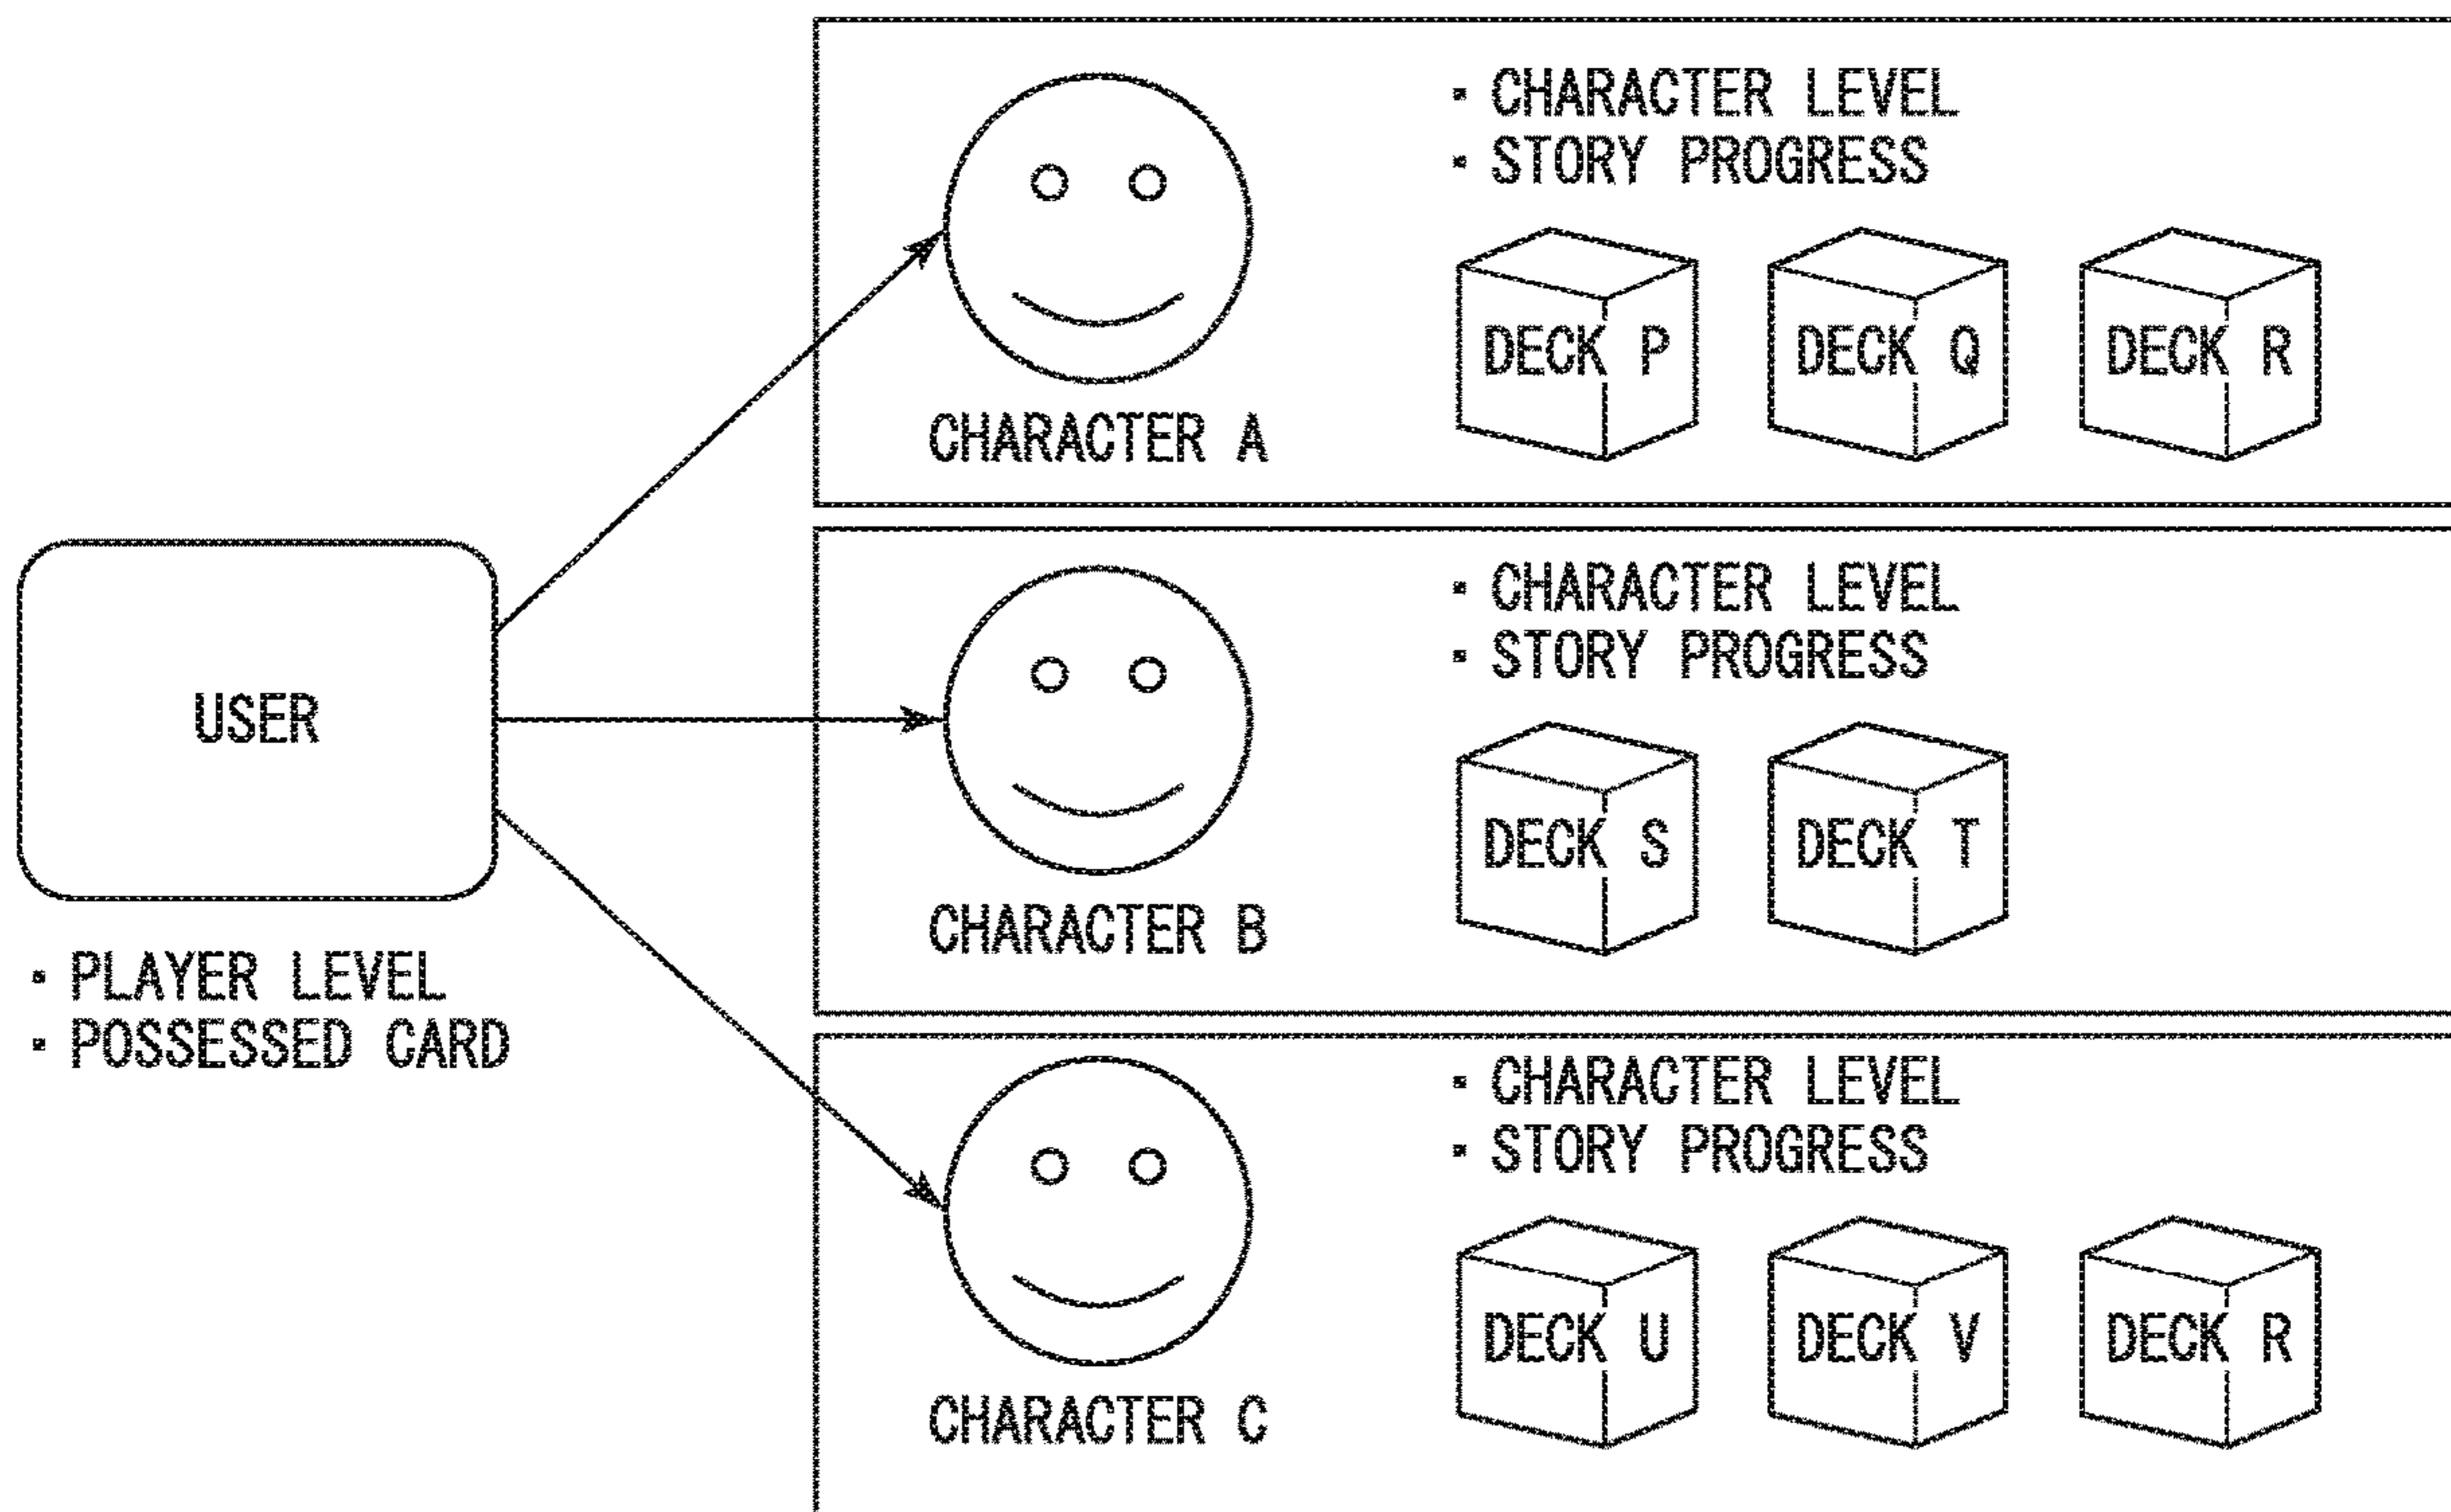 ・CHARACTER LEVEL
・STORY PROGRESS
DECK P DECK Q DECK R
CHARACTER A
USER
・PLAYER LEVEL
・POSSESSED CARD
・CHARACTER LEVEL
・STORY PROGRESS
DECK S DECK T
CHARACTER B
・CHARACTER LEVEL
・STORY PROGRESS
DECK U DECK V DECK R
CHARACTER C